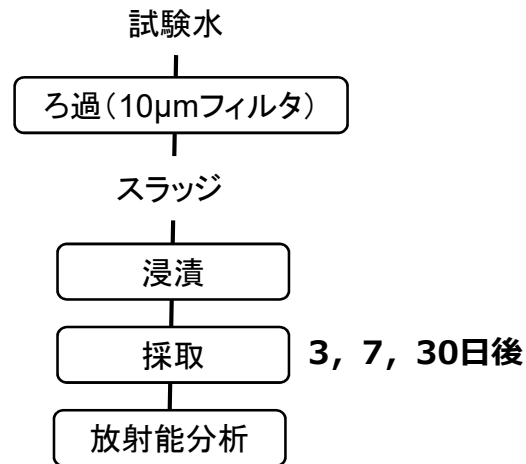 試験水
ろ過(10μmフィルタ)
スラッジ
浸漬
採取 3, 7, 30日後
放射能分析